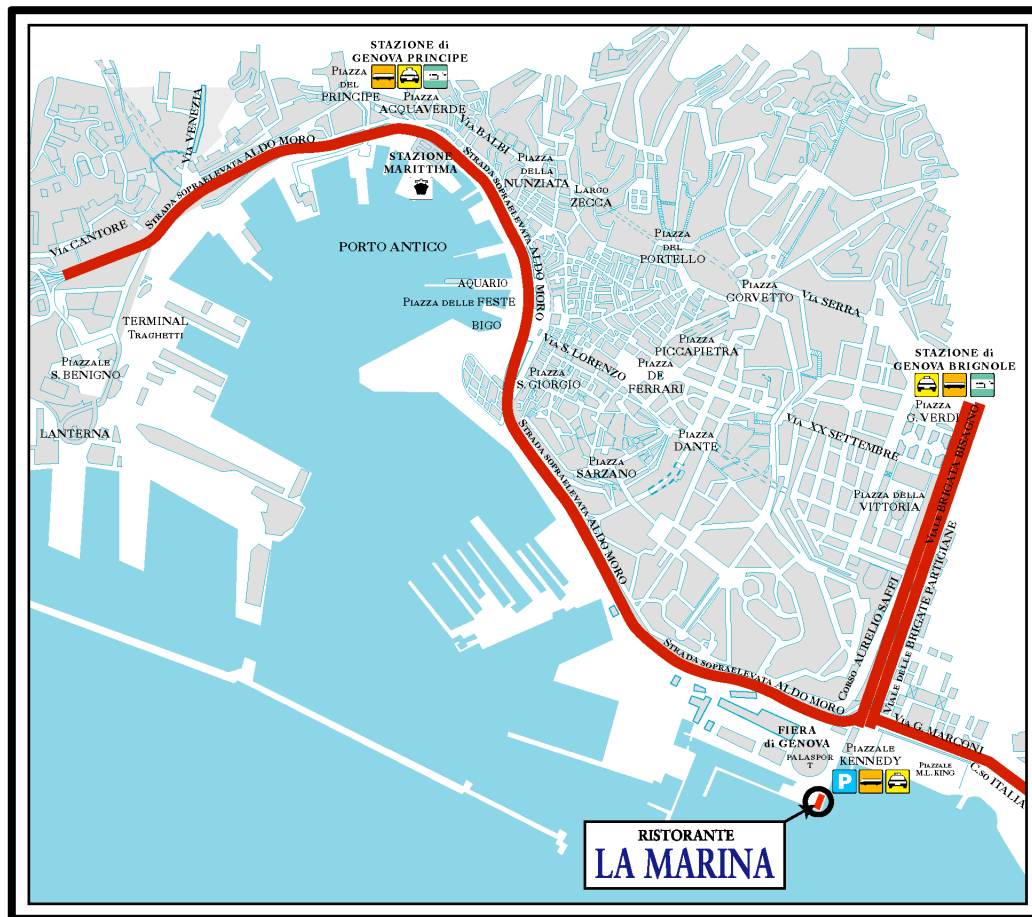 STAZIONE di
GENOVA PRINCIPE
PIAZZA
DEL
PRINCIPE
PIAZZA
ACQUAVERDE
VIA VENEZIA
VIA BALBI
STRADA SOPRAELEVATA ALDO MORO
STAZIONE
MARITTIMA
STRADA SOPRAELEVATA ALDO MORO
PIAZZA
DELLA
NUNZIATA
LARGO
ZECCA
VIA CANTORE
PORTO ANTICO
PIAZZA
DEL
PORTELLO
AQUARIO
PIAZZA DELLE FESTE
BIGO
PIAZZA
CORVETTO
VIA SERRA
TERMINAL
TRAGHETTI
VIA S. LORENZO
PIAZZA
PICCAPIETRA
STAZIONE di
GENOVA BRIGNOLE
PIAZZALE
S. BENIGNO
PIAZZA
S. GIORGIO
PIAZZA
DE
FERRARI
PIAZZA
G. VERDI
LANTERNA
STRADA SOPRAELEVATA ALDO MORO
PIAZZA
DANTE
VIA XX SETTEMBRE
PIAZZA
SARZANO
PIAZZA DELLA
VITTORIA
VIALE BRIGATA BISAGNO
VIALE DELLE BRIGATE PARTIGIANE
CORSO AURELIO SAFFI
STRADA SOPRAELEVATA ALDO MORO
FIERA
di GENOVA
PALASPOR
T
PIAZZALE
KENNEDY
VIA G. MARCONI
PIAZZALE
M.L. KING
C.SO ITALIA
P
RISTORANTE
LA MARINA